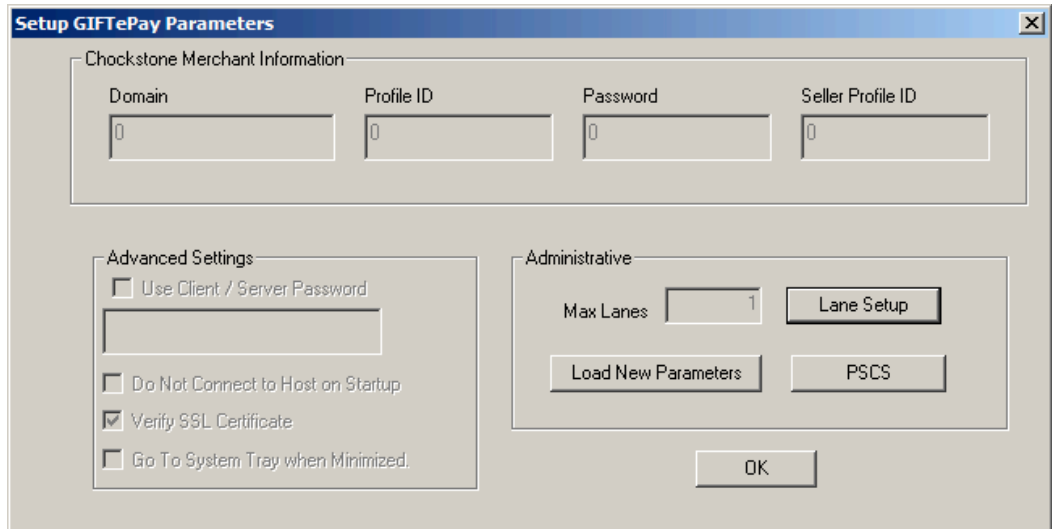 Setup GIFTePay Parameters
Chockstone Merchant Information
Domain Profile ID Password Seller Profile ID
0 0 0 0
Advanced Settings
Use Client / Server Password
Do Not Connect to Host on Startup
Verify SSL Certificate
Go To System Tray when Minimized.
Administrative
Max Lanes 1 Lane Setup
Load New Parameters PSCS
OK